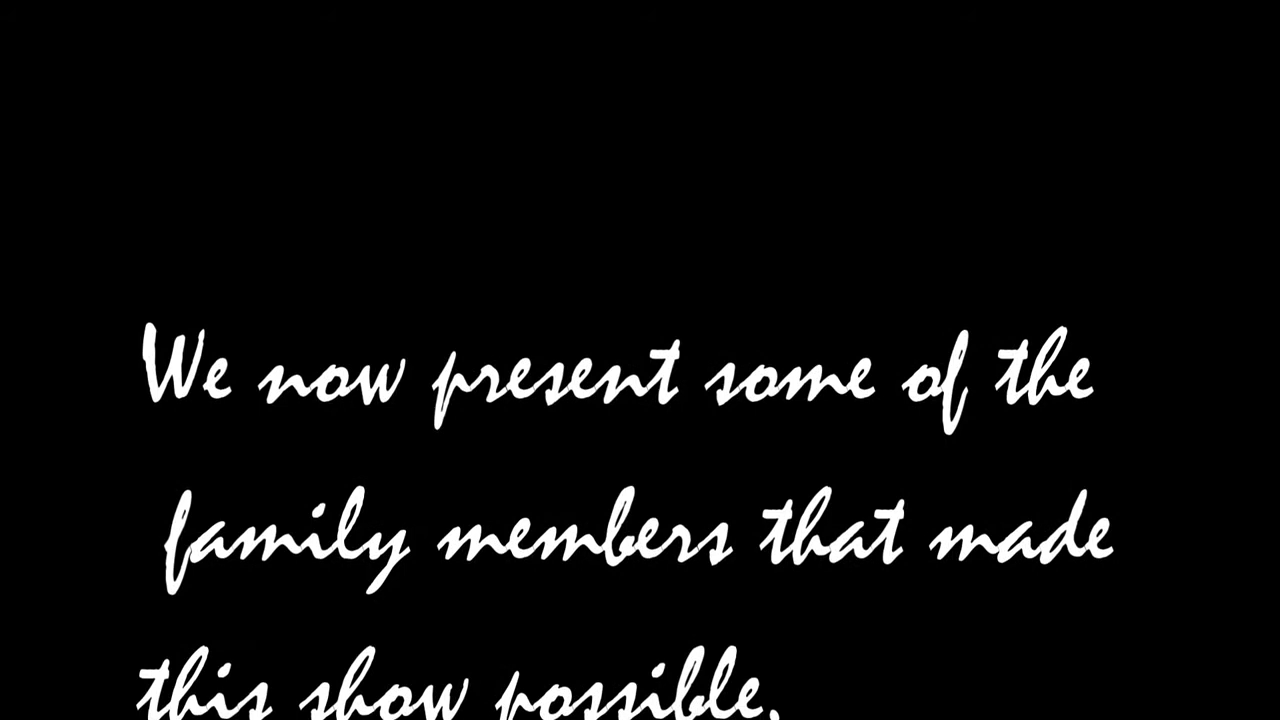 We now present some of the
family members that made
this show possible,